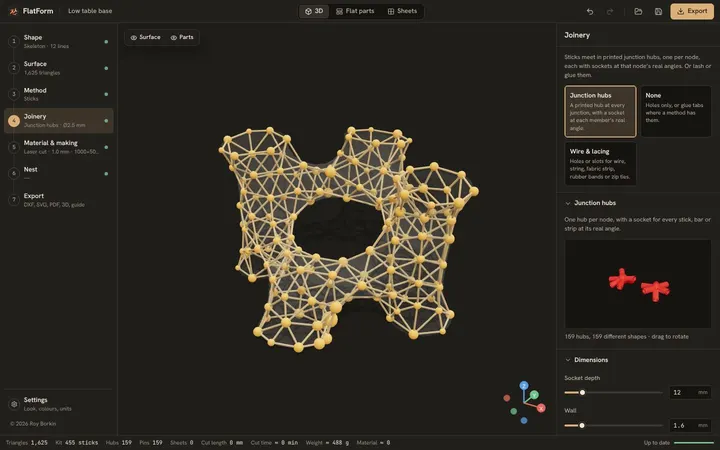 FlatForm
Low table base
3D
Flat parts
Sheets
Export
1
Shape
Skeleton · 12 lines
2
Surface
1,625 triangles
3
Method
Sticks
4
Joinery
Junction hubs · Ø2.5 mm
5
Material & making
Laser cut · 1.0 mm · 1000×50...
6
Nest
—
7
Export
DXF, SVG, PDF, 3D, guide
Settings
Look, colours, units
© 2026 Roy Borkin
Surface
Parts
Z
Y
X
Joinery
Sticks meet in printed junction hubs, one per node,
each with sockets at that node's real angles. Or lash or
glue them.
Junction hubs
A printed hub at every
junction, with a socket
at each member's real
angle.
None
Holes only, or glue tabs
where a method has
them.
Wire & lacing
Holes or slots for wire,
string, fabric strip,
rubber bands or zip ties.
Junction hubs
One hub per node, with a socket for every stick, bar or
strip at its real angle.
159 hubs, 159 different shapes · drag to rotate
Dimensions
Socket depth
12 mm
Wall
1.6 mm
Triangles 1,625 Kit 455 sticks Hubs 159 Pins 159 Sheets 0 Cut length 0 mm Cut time ≈ 0 min Weight ≈ 488 g Material ≈ 0
Up to date